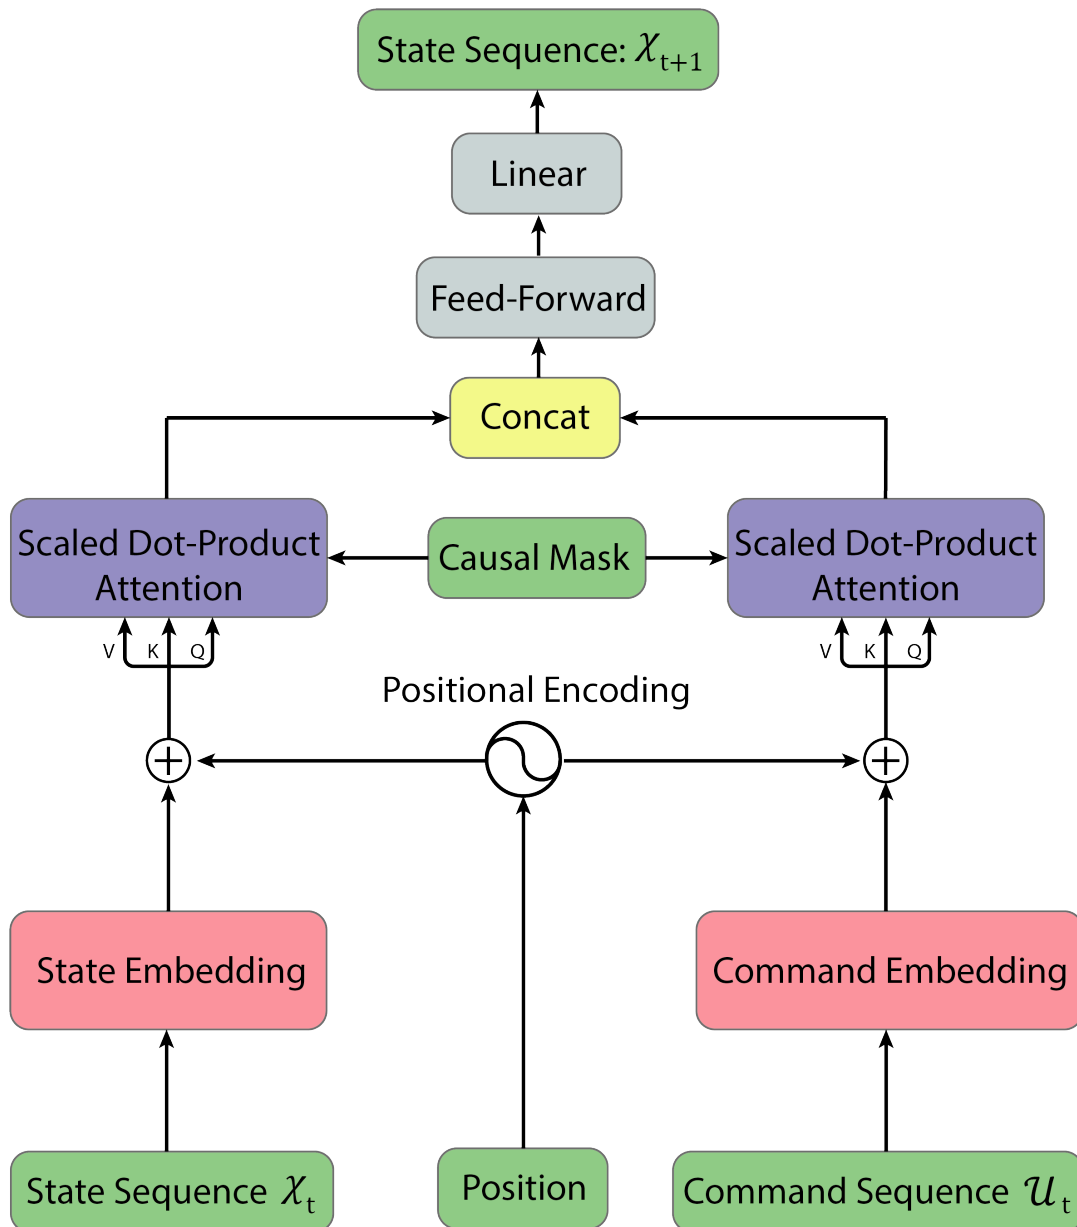 State Sequence: 𝒳t+1
Linear
Feed-Forward
Concat
Scaled Dot-Product
Attention
Causal Mask
Scaled Dot-Product
Attention
V K Q
V K Q
Positional Encoding
State Embedding
Command Embedding
State Sequence 𝒳t
Position
Command Sequence 𝒰t